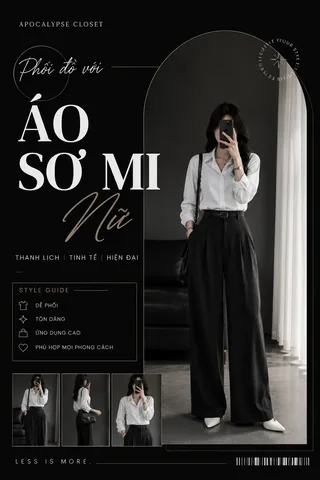 APOCALYPSE CLOSET
Phối đồ với
ÁO
SƠ MI
Nữ
THANH LỊCH | TINH TẾ | HIỆN ĐẠI
STYLE GUIDE
DỄ PHỐI
TÔN DÁNG
ỨNG DỤNG CAO
PHÙ HỢP MỌI PHONG CÁCH
LESS IS MORE.